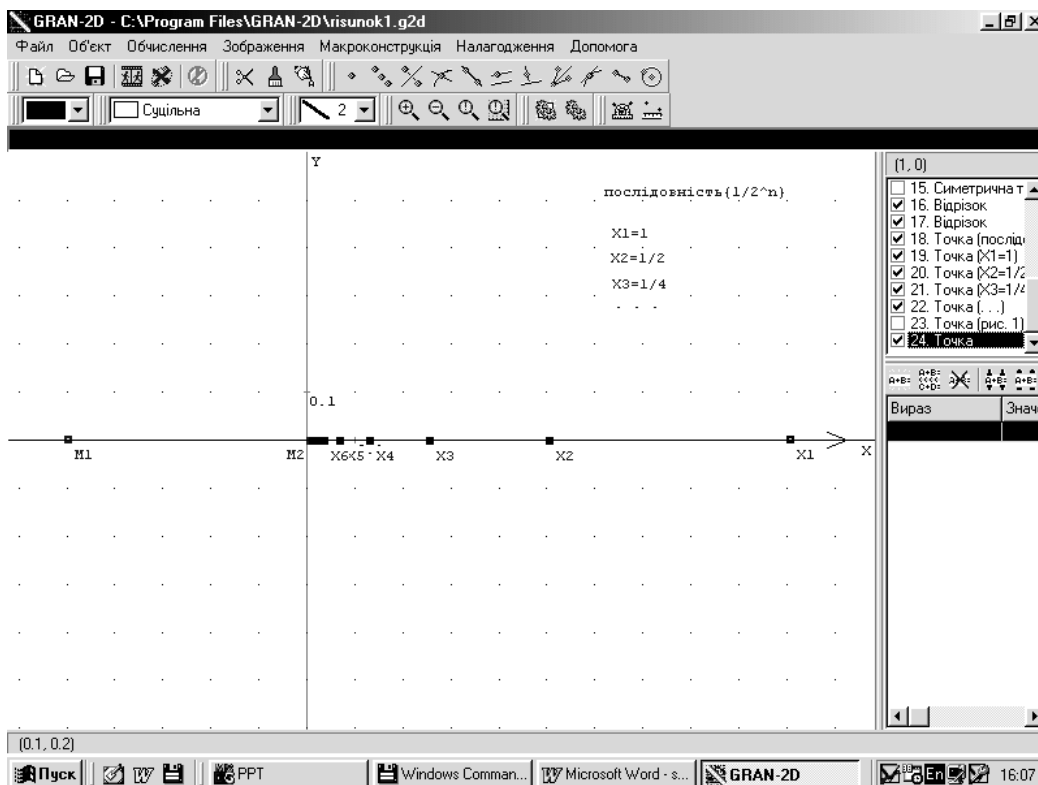 GRAN-2D - C:\Program Files\GRAN-2D\risunok1.g2d
Файл Об'єкт Обчислення Зображення Макроконструкція Налагодження Допомога
Суцільна 2
(1, 0)
15. Симетрична т
16. Відрізок
17. Відрізок
18. Точка (послідо
19. Точка (X1=1)
20. Точка (X2=1/2
21. Точка (X3=1/4
22. Точка (. . .)
23. Точка (рис. 1)
24. Точка
Вираз Знач
Y
послідовність{1/2^n}
X1=1
X2=1/2
X3=1/4
. . .
0.1
M1 M2 X6 X5 X4 X3 X2 X1 X
(0.1, 0.2)
Пуск PPT Windows Comman... Microsoft Word - s... GRAN-2D En 16:07